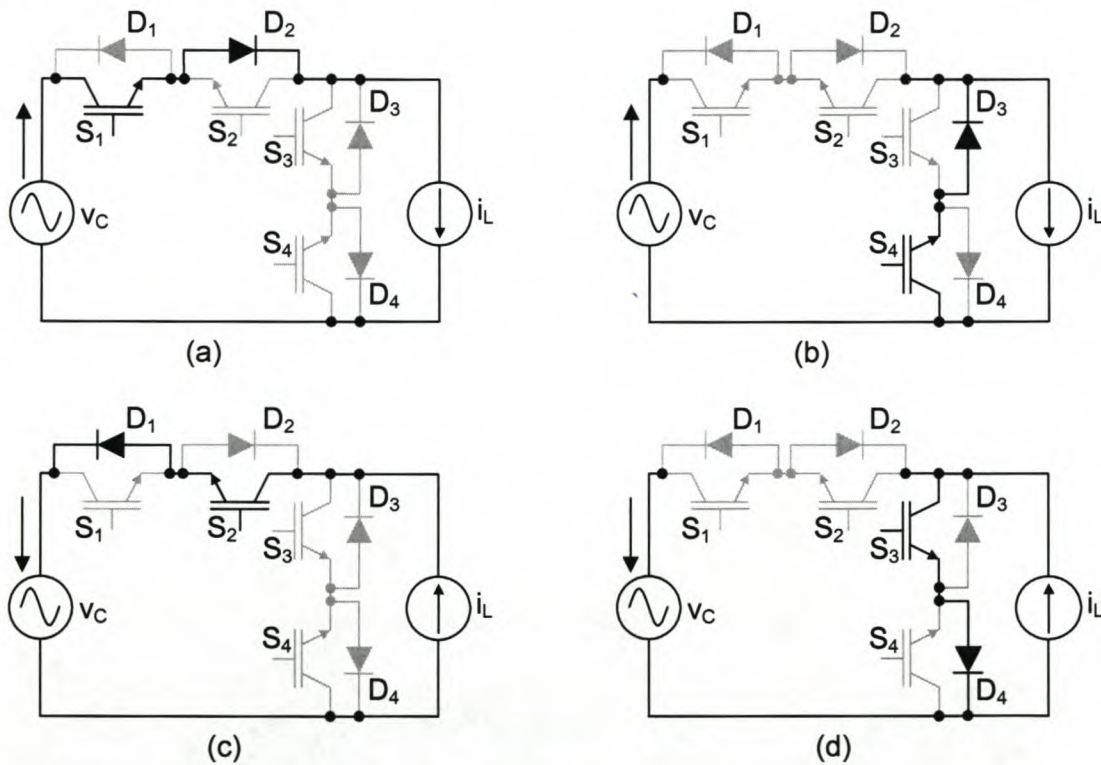 D1 D2
D3
S1 S2
S3
vC iL
S4
D4
(a)
D1 D2
D3
S1 S2
S3
vC iL
S4
D4
(b)
D1 D2
D3
S1 S2
S3
vC iL
S4
D4
(c)
D1 D2
D3
S1 S2
S3
vC iL
S4
D4
(d)